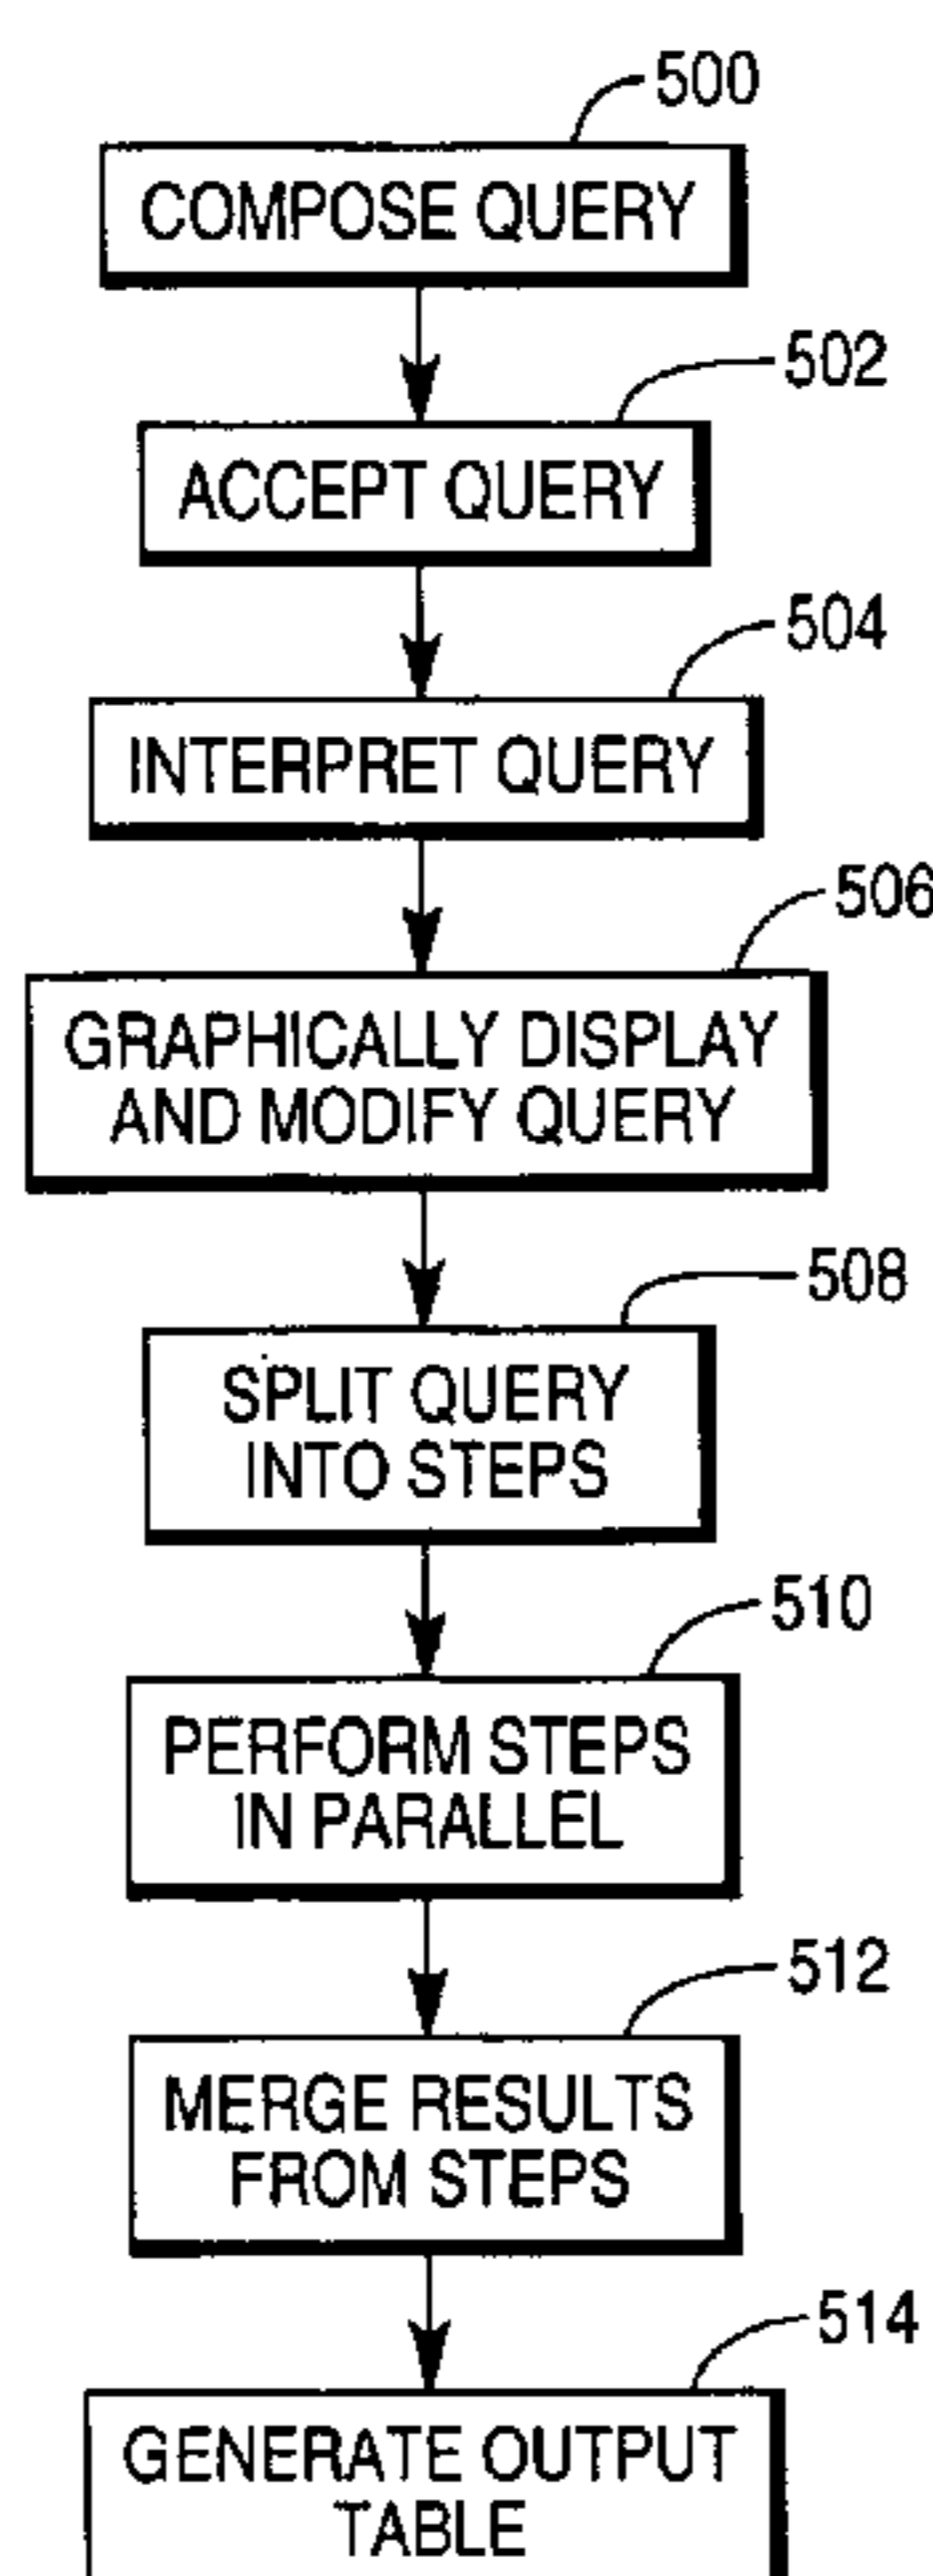 500
COMPOSE QUERY
502
ACCEPT QUERY
504
INTERPRET QUERY
506
GRAPHICALLY DISPLAY
AND MODIFY QUERY
508
SPLIT QUERY
INTO STEPS
510
PERFORM STEPS
IN PARALLEL
512
MERGE RESULTS
FROM STEPS
514
GENERATE OUTPUT
TABLE